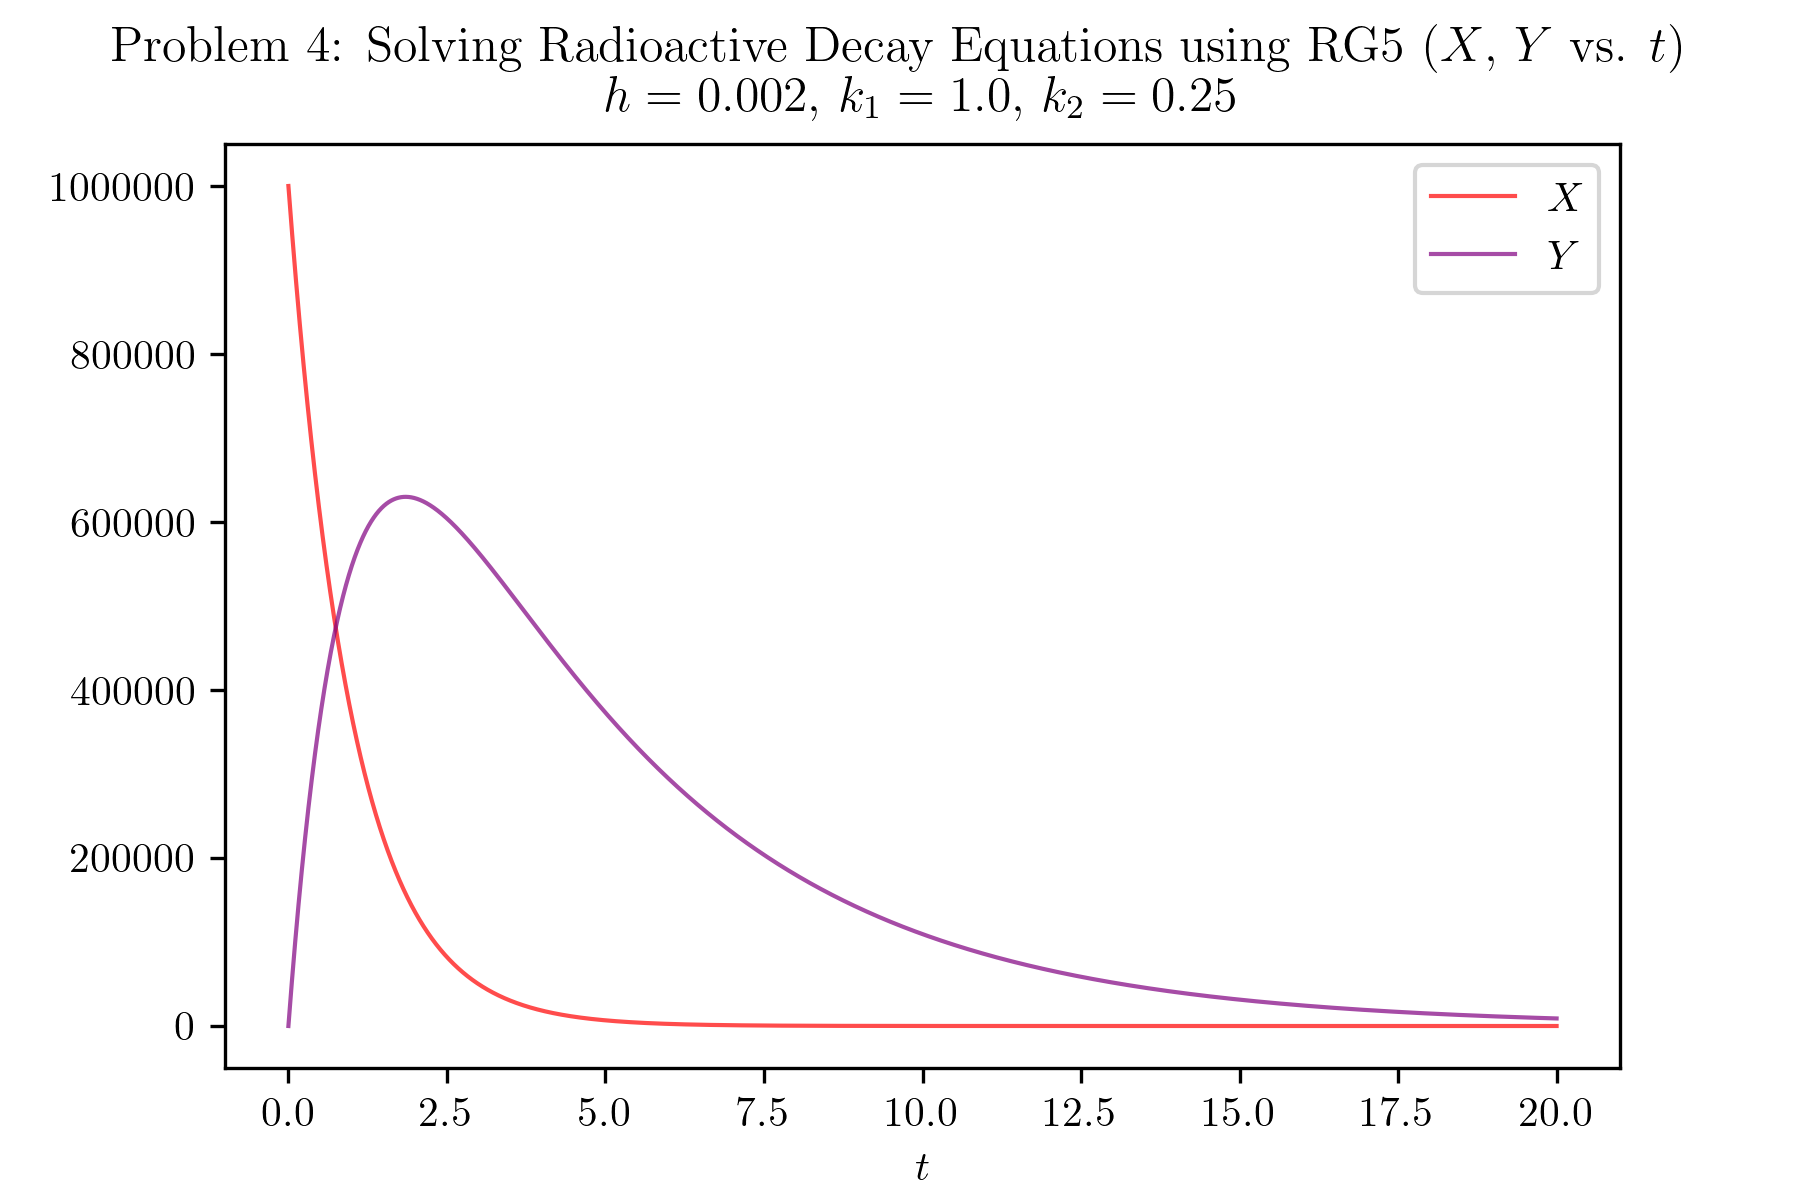 Problem 4: Solving Radioactive Decay Equations using RG5 (X, Y vs. t)
h = 0.002, k₁ = 1.0, k₂ = 0.25
X
Y
1000000
800000
600000
400000
200000
0
0.0 2.5 5.0 7.5 10.0 12.5 15.0 17.5 20.0
t